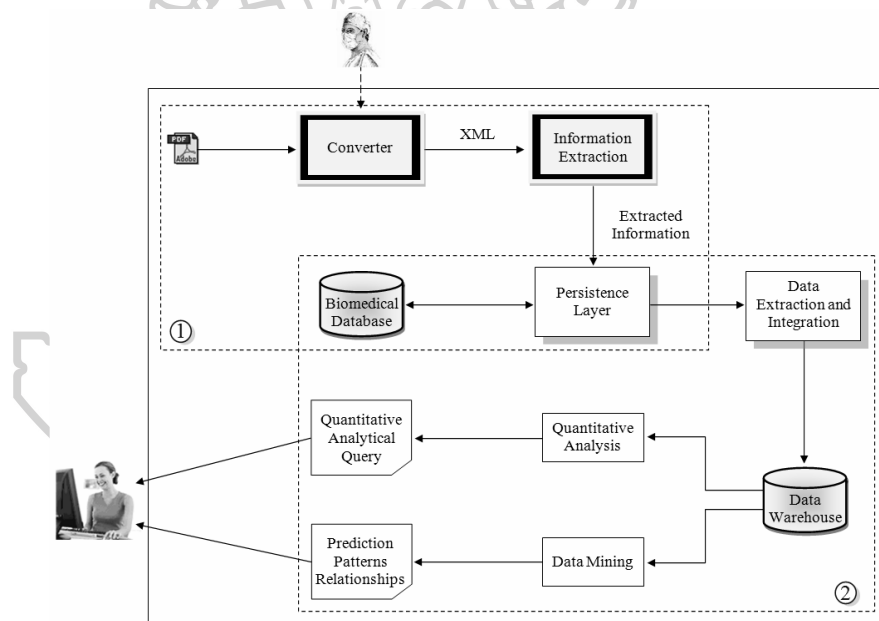 PDF
Adobe
Converter
XML
Information
Extraction
Extracted
Information
Biomedical
Database
Persistence
Layer
Data
Extraction and
Integration
①
Quantitative
Analytical
Query
Quantitative
Analysis
Data
Warehouse
Prediction
Patterns
Relationships
Data Mining
②